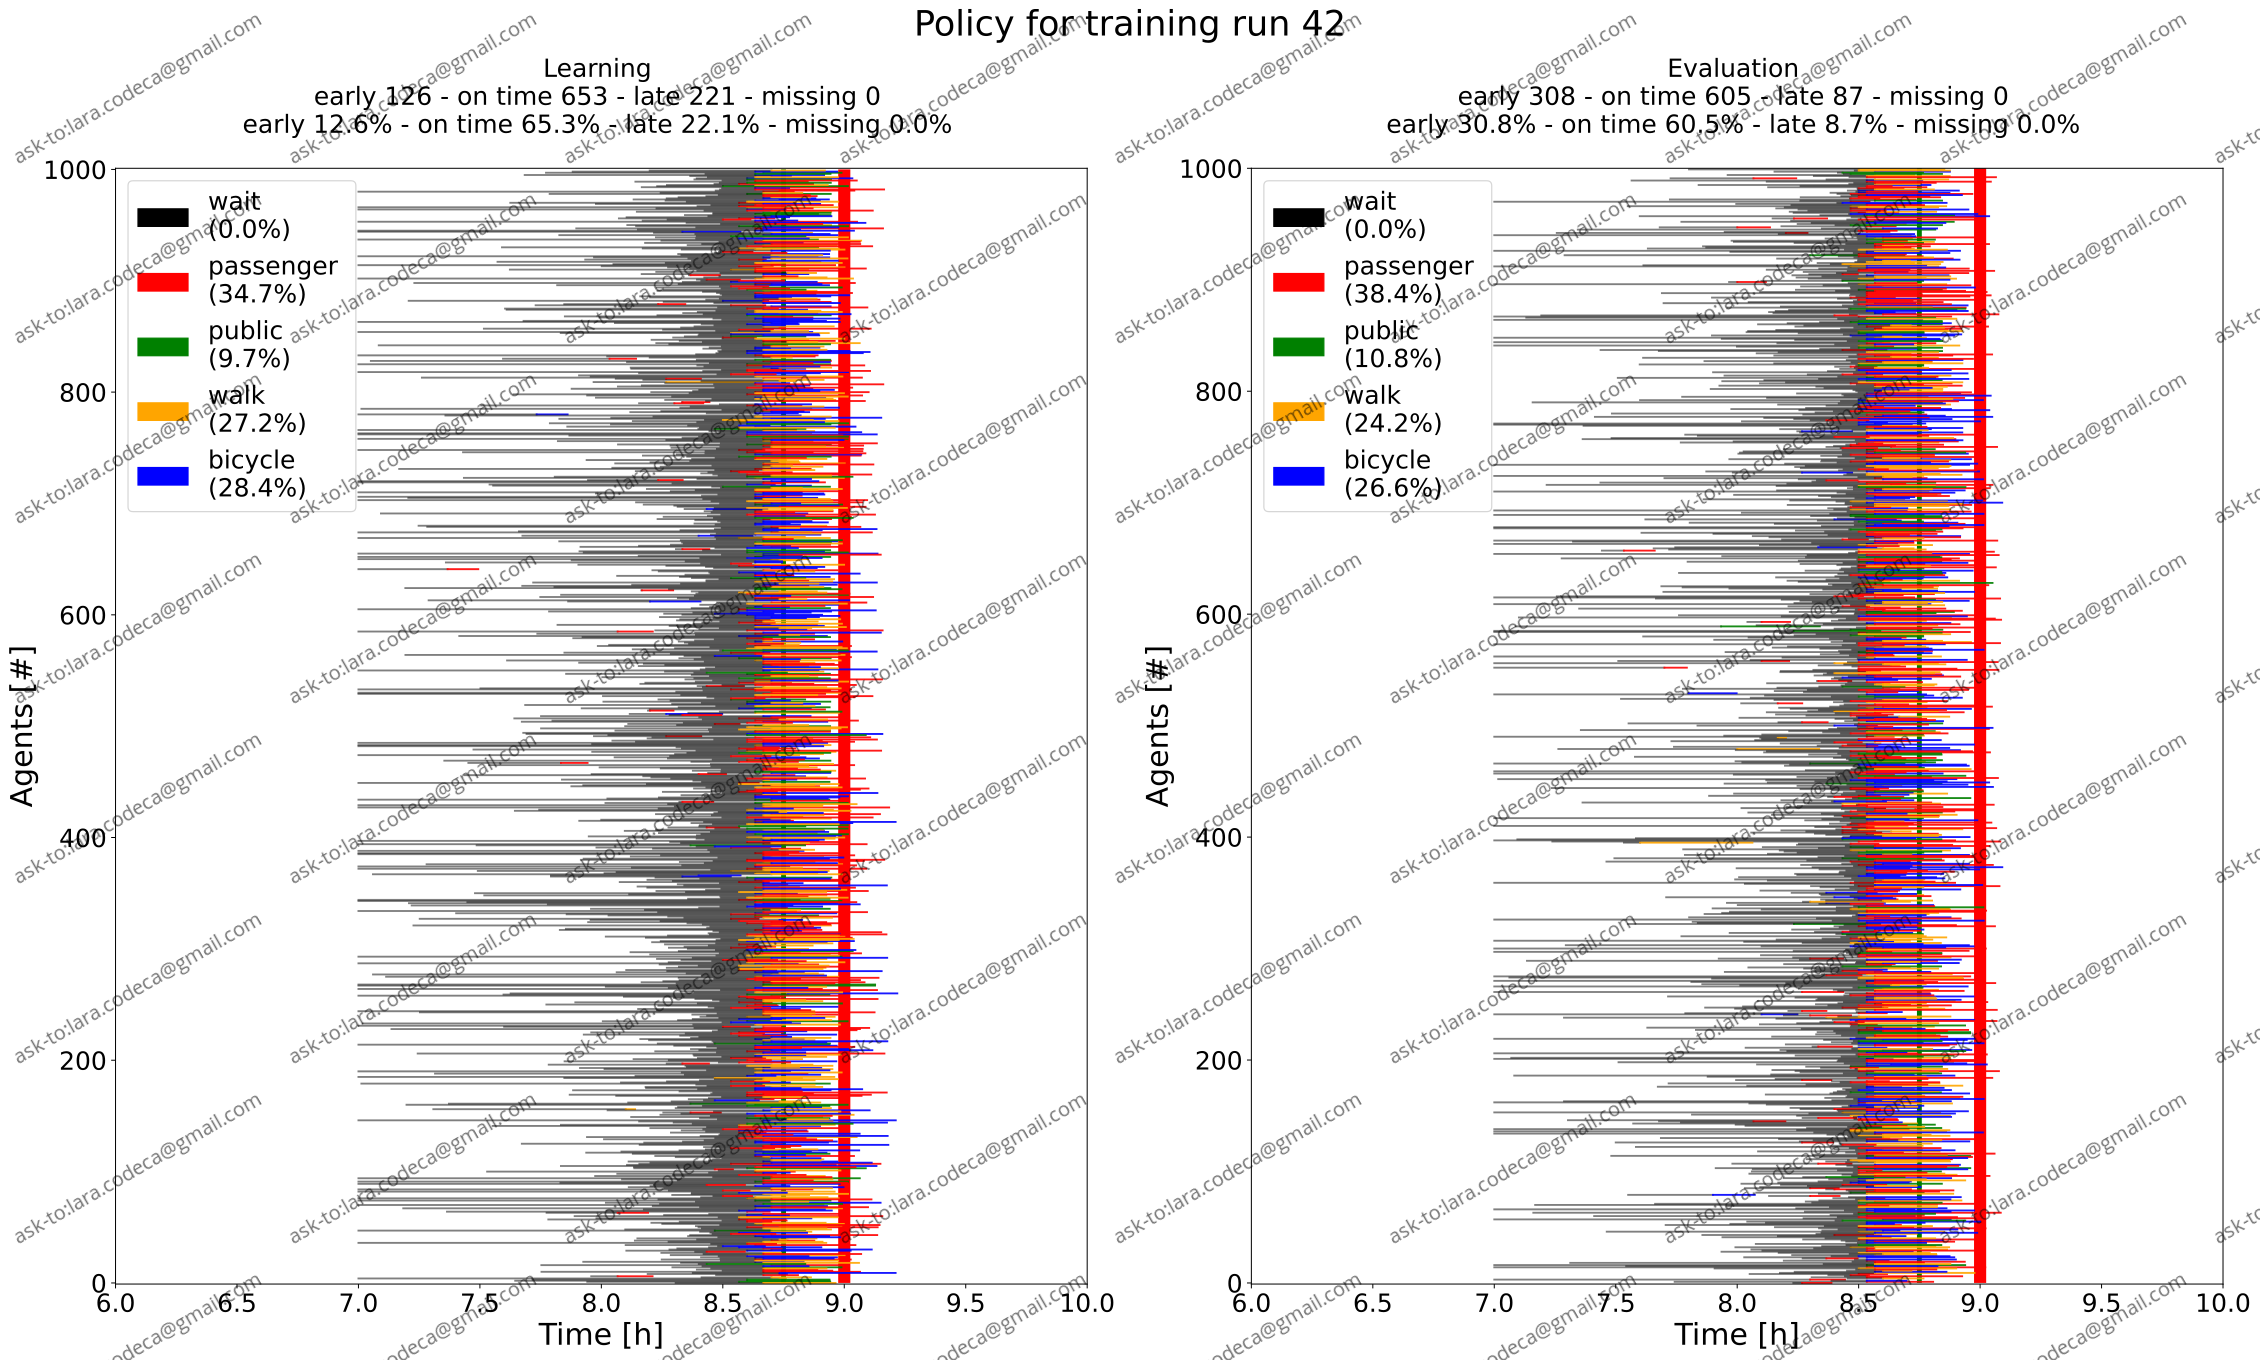 Policy for training run 42
Learning
early 126 - on time 653 - late 221 - missing 0
early 12.6% - on time 65.3% - late 22.1% - missing 0.0%
1000
800
600
400
200
0
Agents [#]
wait
(0.0%)
passenger
(34.7%)
public
(9.7%)
walk
(27.2%)
bicycle
(28.4%)
6.0 6.5 7.0 7.5 8.0 8.5 9.0 9.5 10.0
Time [h]
Evaluation
early 308 - on time 605 - late 87 - missing 0
early 30.8% - on time 60.5% - late 8.7% - missing 0.0%
1000
800
600
400
200
0
Agents [#]
wait
(0.0%)
passenger
(38.4%)
public
(10.8%)
walk
(24.2%)
bicycle
(26.6%)
6.0 6.5 7.0 7.5 8.0 8.5 9.0 9.5 10.0
Time [h]
ask-to:lara.codeca@gmail.com